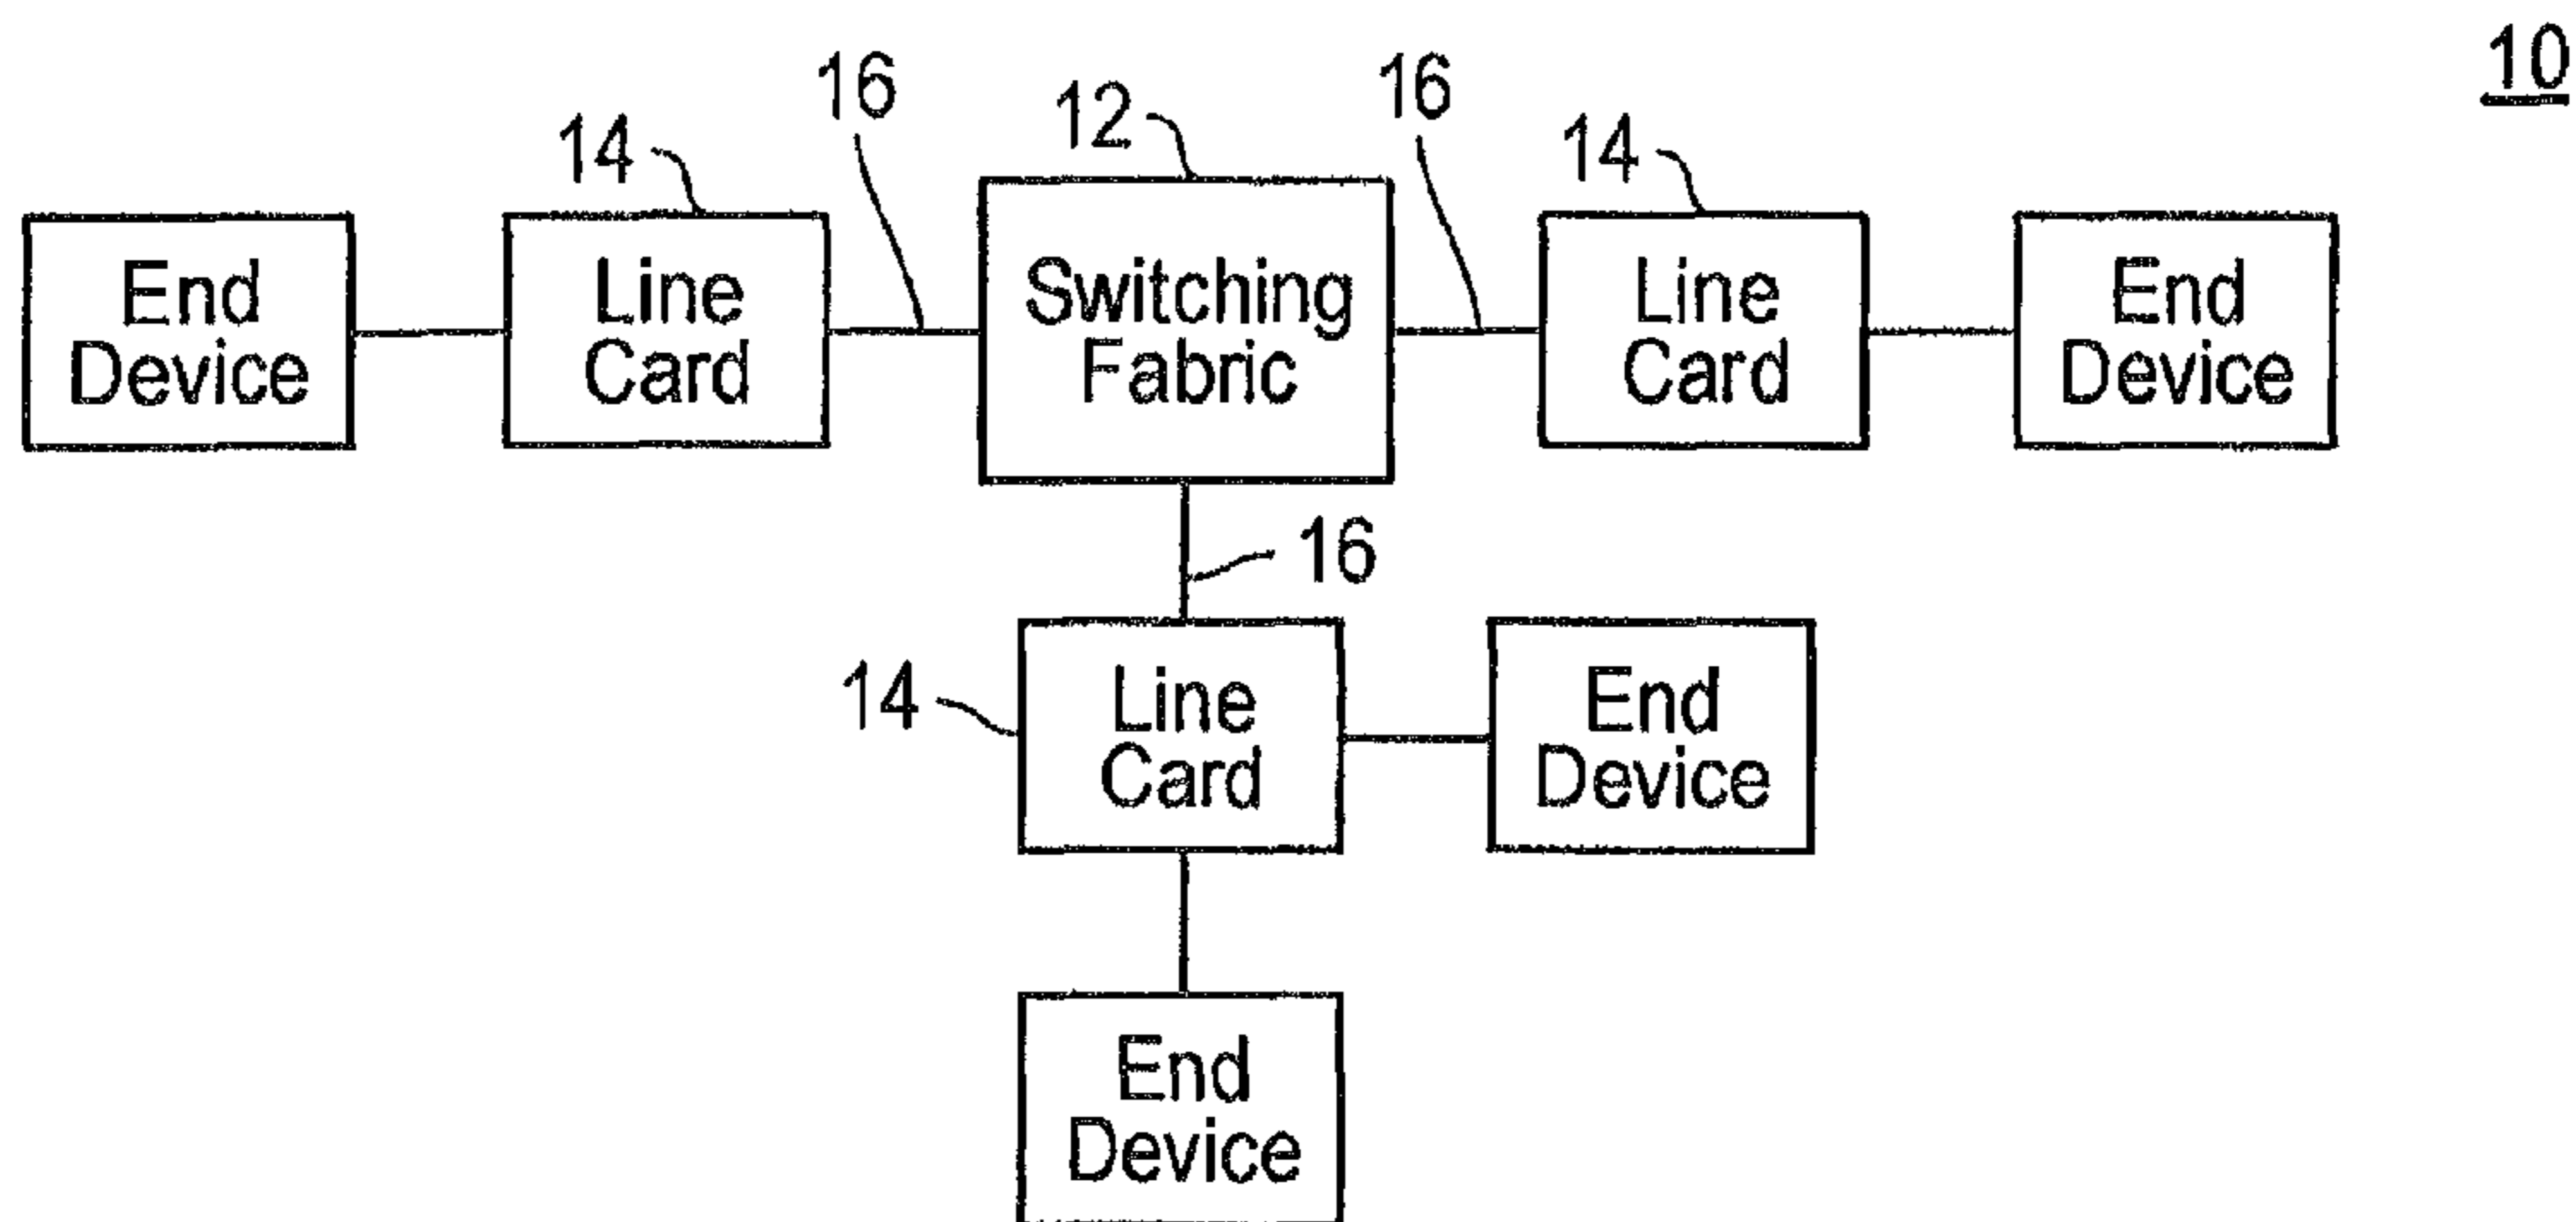 10
16
16
12
14
14
End
Device
Line
Card
Switching
Fabric
Line
Card
End
Device
16
14
Line
Card
End
Device
End
Device